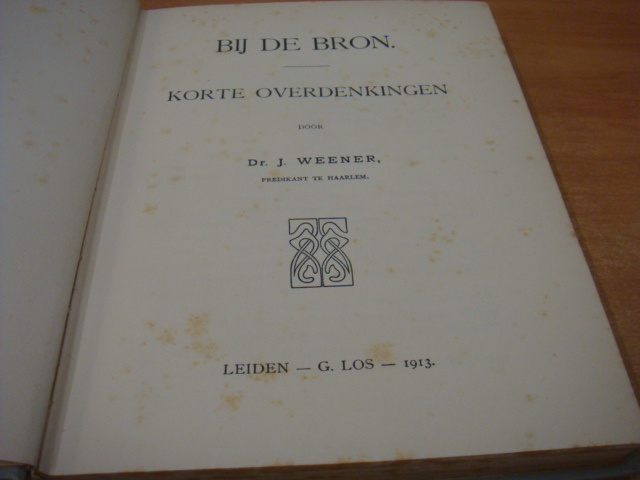 BIJ DE BRON.
KORTE OVERDENKINGEN
DOOR
Dr. J. WEENER,
PREDIKANT TE HAARLEM.
LEIDEN — G. LOS — 1913.